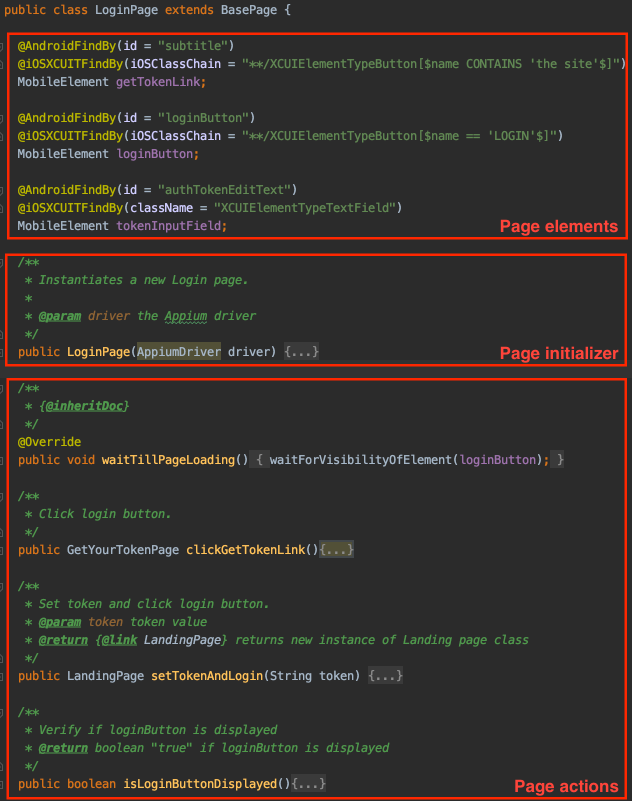 public class LoginPage extends BasePage {
@AndroidFindBy(id = "subtitle")
@iOSXCUITFindBy(iOSClassChain = "**/XCUIElementTypeButton[$name CONTAINS 'the site'$]")
MobileElement getTokenLink;
@AndroidFindBy(id = "loginButton")
@iOSXCUITFindBy(iOSClassChain = "**/XCUIElementTypeButton[$name == 'LOGIN'$]")
MobileElement loginButton;
@AndroidFindBy(id = "authTokenEditText")
@iOSXCUITFindBy(className = "XCUIElementTypeTextField")
MobileElement tokenInputField;
Page elements
/**
* Instantiates a new Login page.
*
* @param driver the Appium driver
*/
public LoginPage(AppiumDriver driver) {...}
Page initializer
/**
* {@inheritDoc}
*/
@Override
public void waitTillPageLoading() { waitForVisibilityOfElement(loginButton); }
/**
* Click login button.
*/
public GetYourTokenPage clickGetTokenLink(){...}
/**
* Set token and click login button.
* @param token token value
* @return {@link LandingPage} returns new instance of Landing page class
*/
public LandingPage setTokenAndLogin(String token) {...}
/**
* Verify if loginButton is displayed
* @return boolean "true" if loginButton is displayed
*/
public boolean isLoginButtonDisplayed(){...}
Page actions